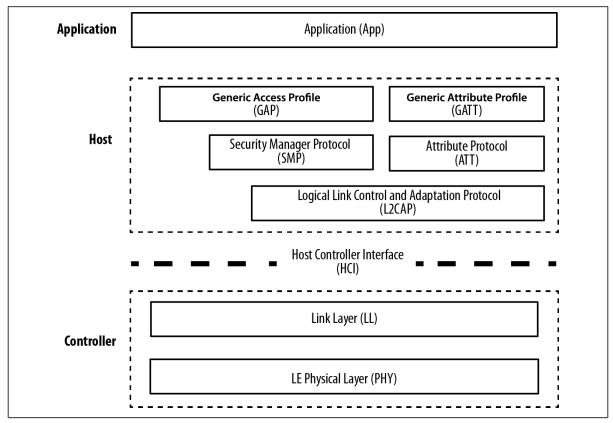 Application
Application (App)
Host
Generic Access Profile
(GAP)
Generic Attribute Profile
(GATT)
Security Manager Protocol
(SMP)
Attribute Protocol
(ATT)
Logical Link Control and Adaptation Protocol
(L2CAP)
Host Controller Interface
(HCI)
Controller
Link Layer (LL)
LE Physical Layer (PHY)